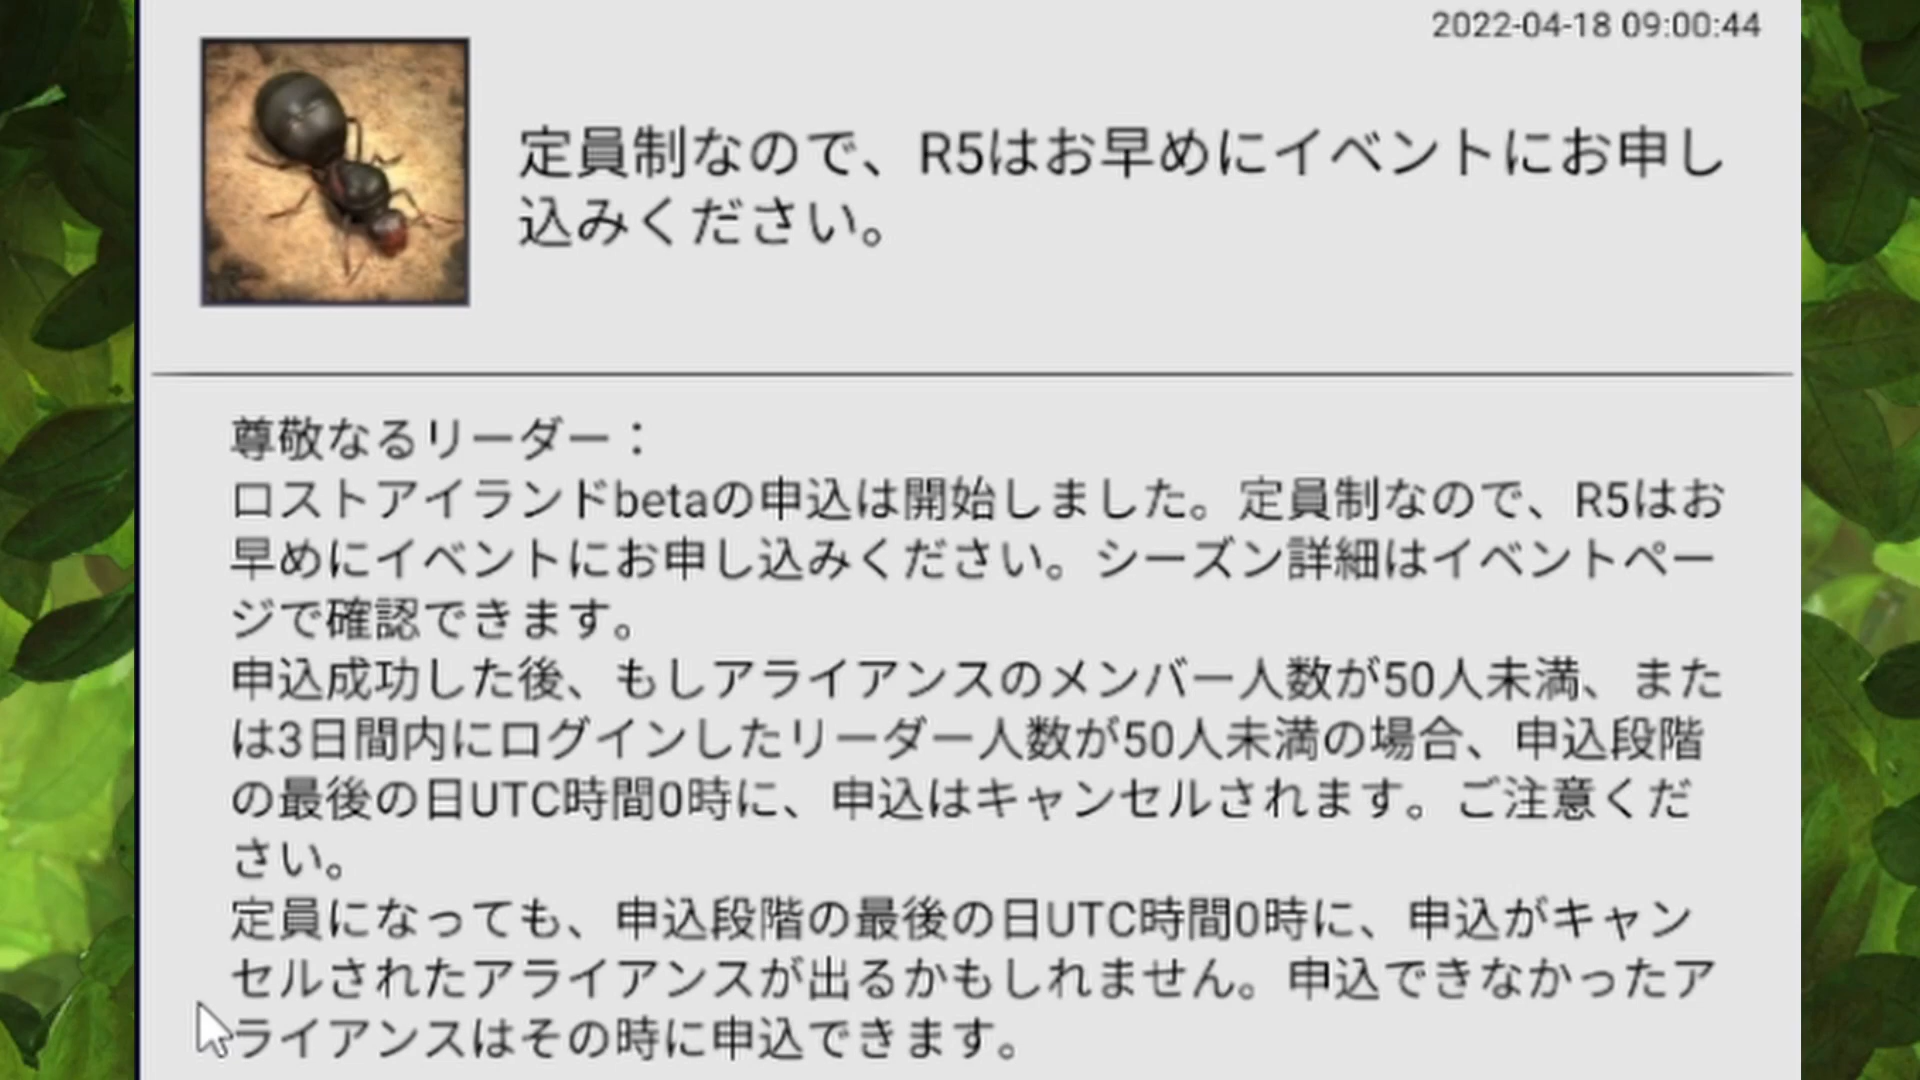 2022-04-18 09:00:44
定員制なので、R5はお早めにイベントにお申し
込みください。
尊敬なるリーダー：
ロストアイランドbetaの申込は開始しました。定員制なので、R5はお
早めにイベントにお申し込みください。シーズン詳細はイベントペー
ジで確認できます。
申込成功した後、もしアライアンスのメンバー人数が50人未満、また
は3日間内にログインしたリーダー人数が50人未満の場合、申込段階
の最後の日UTC時間0時に、申込はキャンセルされます。ご注意くだ
さい。
定員になっても、申込段階の最後の日UTC時間0時に、申込がキャン
セルされたアライアンスが出るかもしれません。申込できなかったア
ライアンスはその時に申込できます。